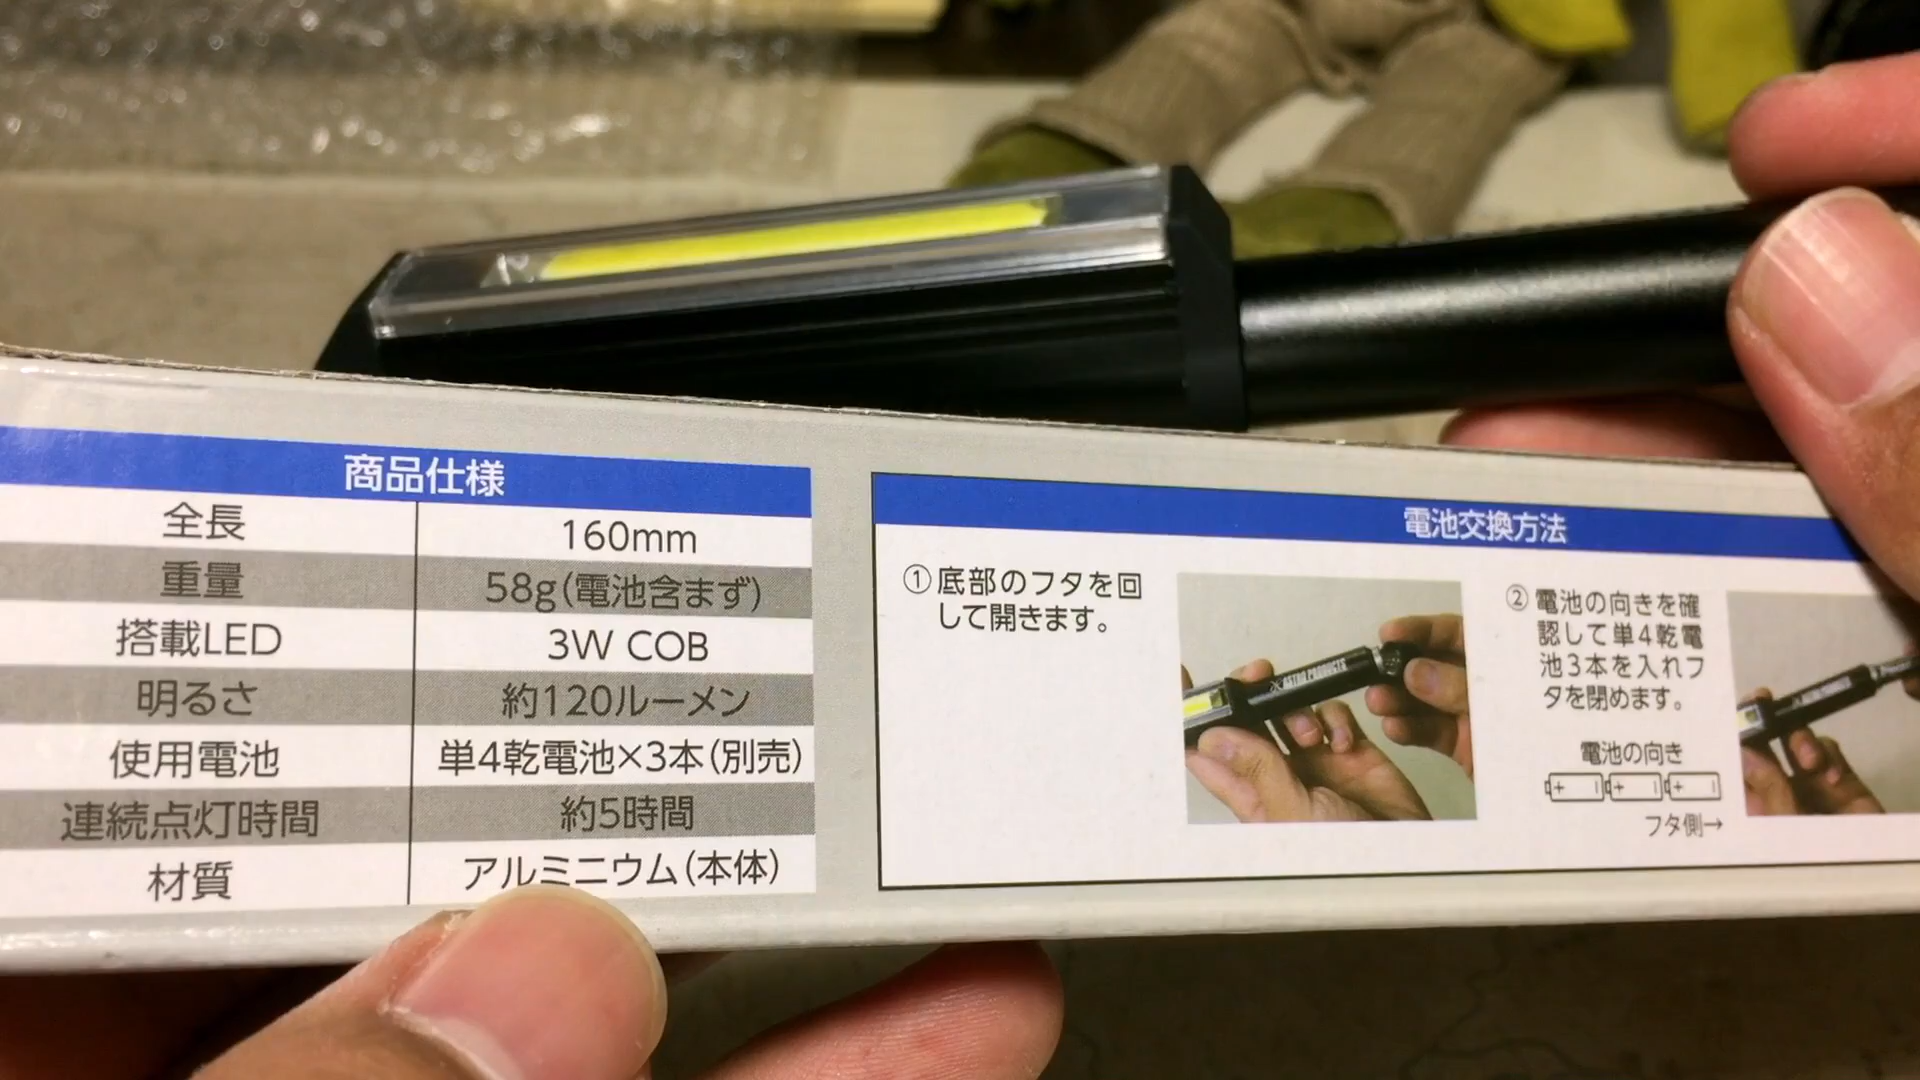 商品仕様
全長 160mm
重量 58g(電池含まず)
搭載LED 3W COB
明るさ 約120ルーメン
使用電池 単4乾電池×3本(別売)
連続点灯時間 約5時間
材質 アルミニウム(本体)
電池交換方法
①底部のフタを回
して開きます。
ASTRO PRODUCTS
②電池の向きを確
認して単4乾電
池3本を入れフ
タを閉めます。
電池の向き
+ - + - + -
フタ側→